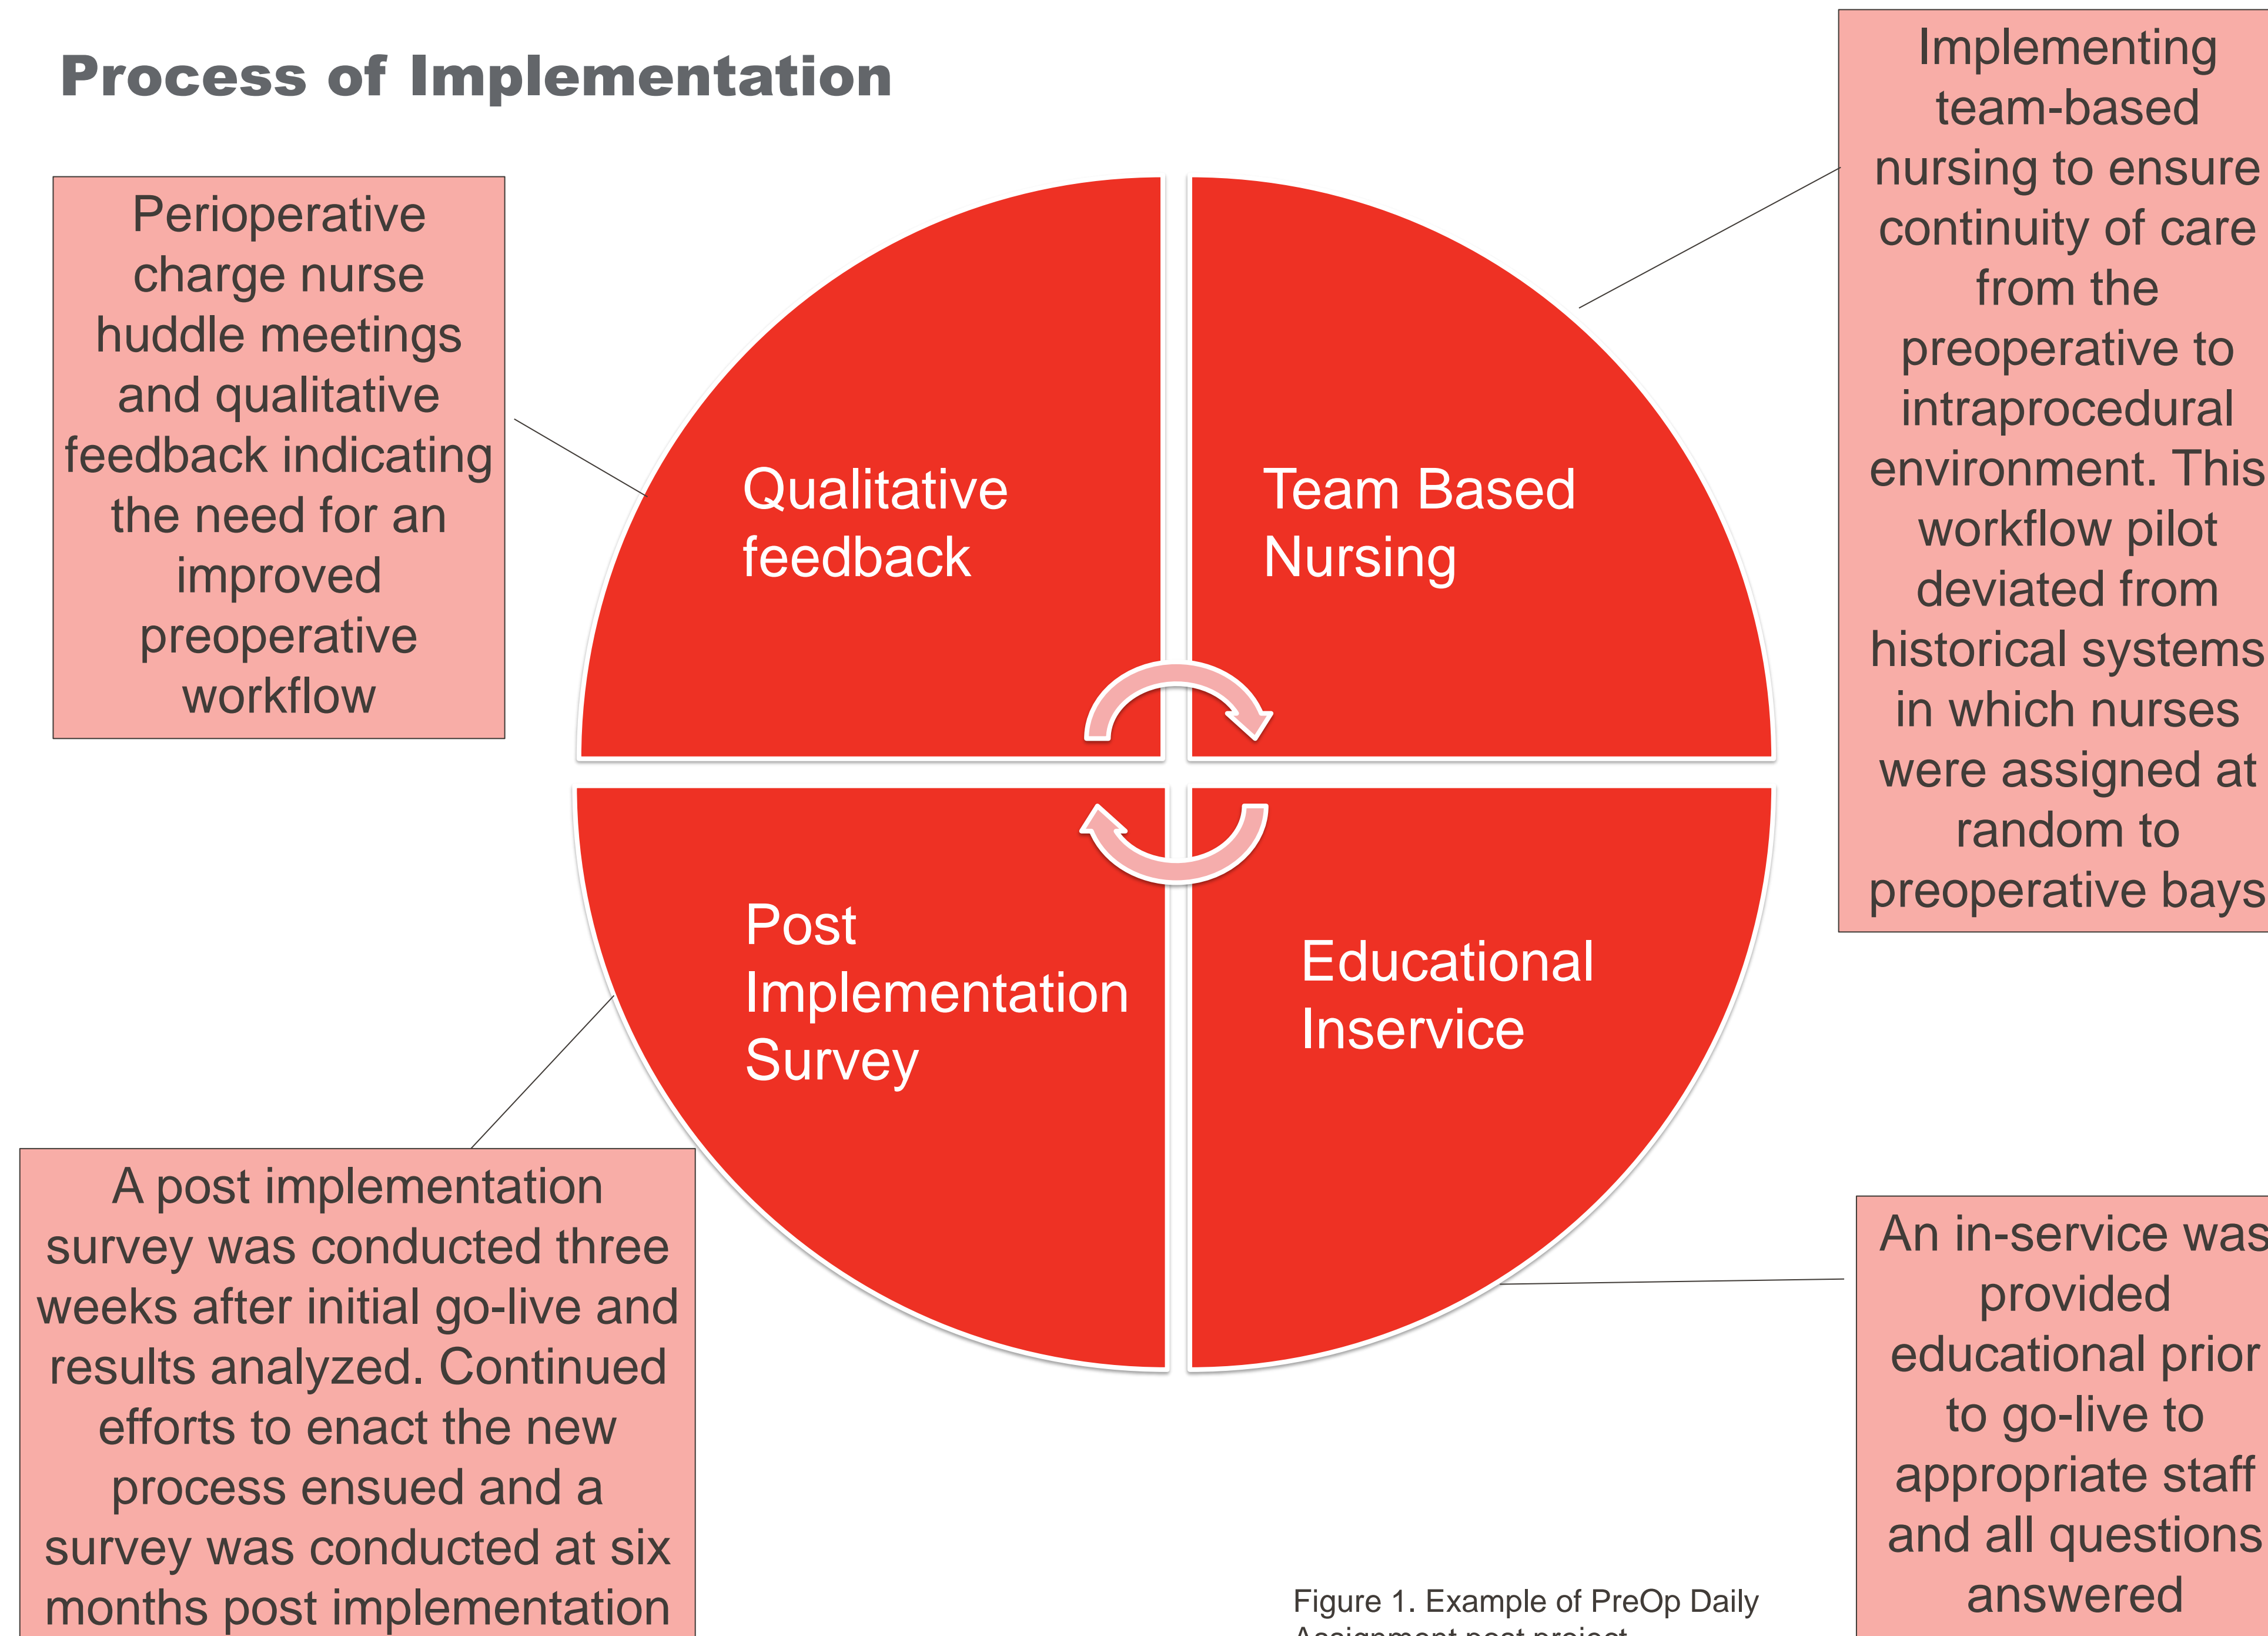 Process of Implementation
Perioperative
charge nurse
huddle meetings
and qualitative
feedback indicating
the need for an
improved
preoperative
workflow
Implementing
team-based
nursing to ensure
continuity of care
from the
preoperative to
intraprocedural
environment. This
workflow pilot
deviated from
historical systems
in which nurses
were assigned at
random to
preoperative bays
Qualitative
feedback
Team Based
Nursing
Post
Implementation
Survey
Educational
Inservice
A post implementation
survey was conducted three
weeks after initial go-live and
results analyzed. Continued
efforts to enact the new
process ensued and a
survey was conducted at six
months post implementation
An in-service was
provided
educational prior
to go-live to
appropriate staff
and all questions
answered
Figure 1. Example of PreOp Daily
Assignment post project